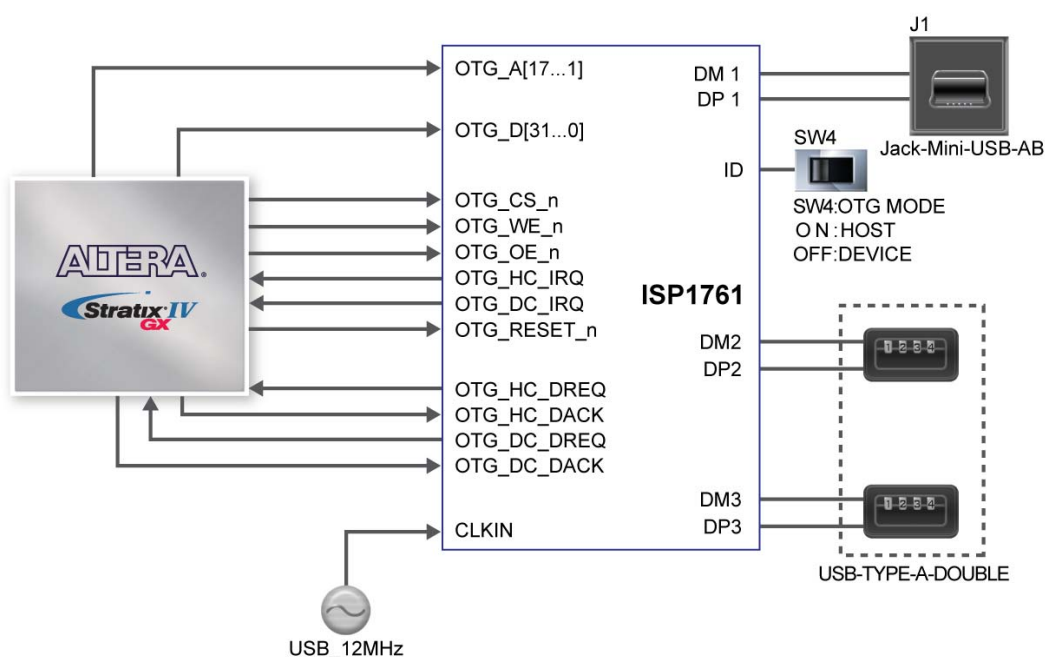 J1
OTG_A[17...1]
DM 1
DP 1
OTG_D[31...0]
SW4
Jack-Mini-USB-AB
ID
OTG_CS_n
SW4:OTG MODE
OTG_WE_n
ON:HOST
OTG_OE_n
OFF:DEVICE
ALTERA.
OTG_HC_IRQ
Stratix IV
GX
OTG_DC_IRQ
ISP1761
OTG_RESET_n
DM2
1 2 3 4
DP2
OTG_HC_DREQ
OTG_HC_DACK
OTG_DC_DREQ
OTG_DC_DACK
DM3
1 2 3 4
CLKIN
DP3
USB-TYPE-A-DOUBLE
USB_12MHz